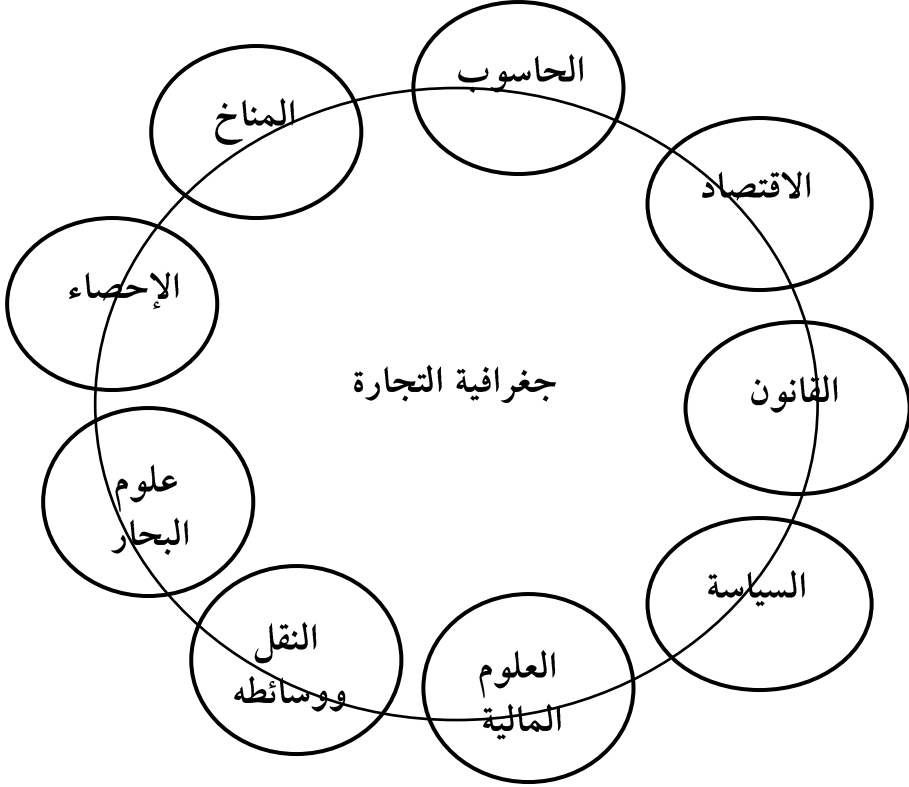 الحاسوب
المناخ
الاقتصاد
الإحصاء
جغرافية التجارة
القانون
علوم
البحار
السياسة
النقل
ووسائطه
العلوم
المالية